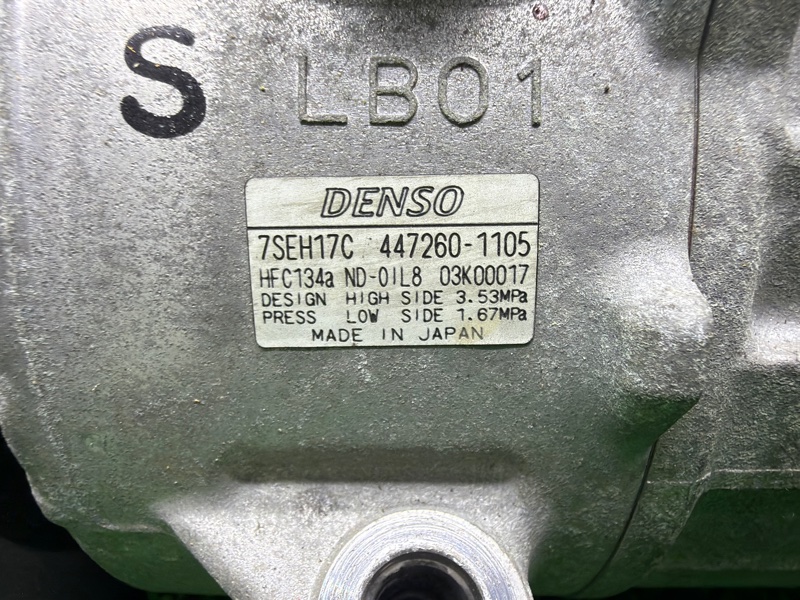 S LB01
DENSO
7SEH17C 447260-1105
HFC134a ND-OIL8 03K00017
DESIGN HIGH SIDE 3.53MPa
PRESS LOW SIDE 1.67MPa
MADE IN JAPAN